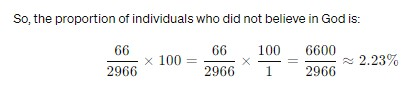 So, the proportion of individuals who did not believe in God is:
66/2966 × 100 = 66/2966 × 100/1 = 6600/2966 ≈ 2.23%